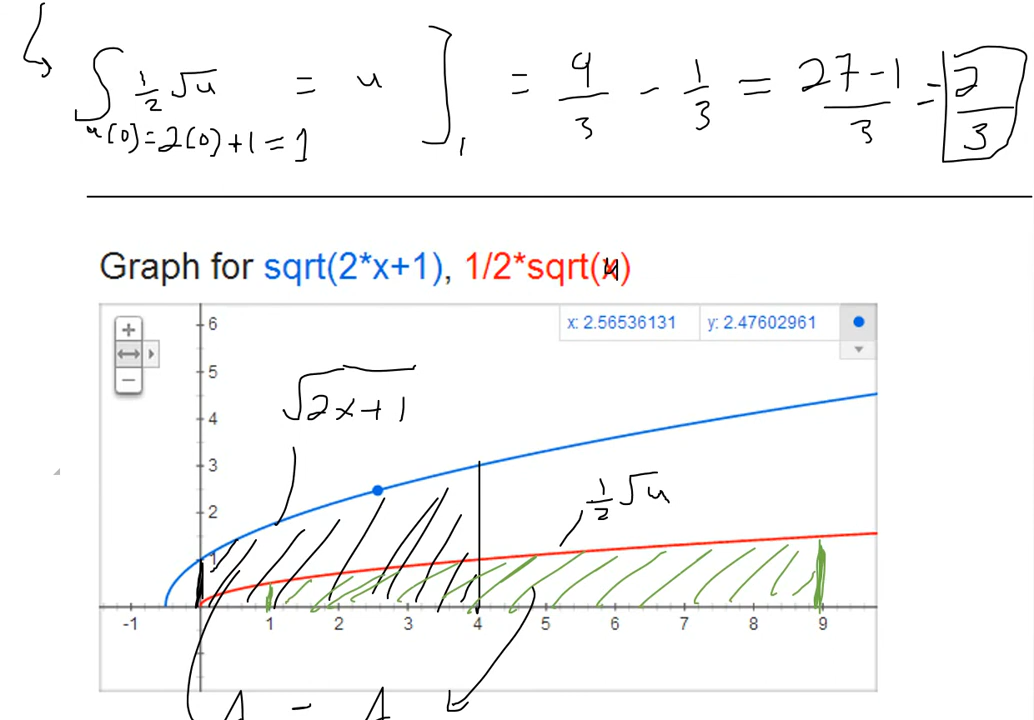 ∫ 1/2 √u = u ]₁ = 9/3 - 1/3 = 27-1/3 = 2/3
u(0)=2(0)+1=1
Graph for sqrt(2*x+1), 1/2*sqrt(u)
x: 2.56536131 y: 2.47602961
6
5
√2x+1
4
3
1/2 √u
2
1
-1 1 2 3 4 5 6 7 8 9